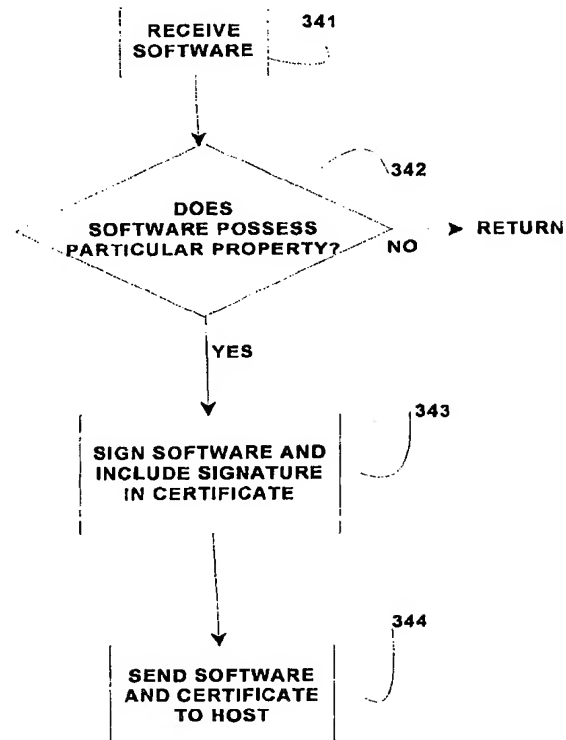 RECEIVE
SOFTWARE
341
342
DOES
SOFTWARE POSSESS
PARTICULAR PROPERTY?
NO
RETURN
YES
343
SIGN SOFTWARE AND
INCLUDE SIGNATURE
IN CERTIFICATE
344
SEND SOFTWARE
AND CERTIFICATE
TO HOST